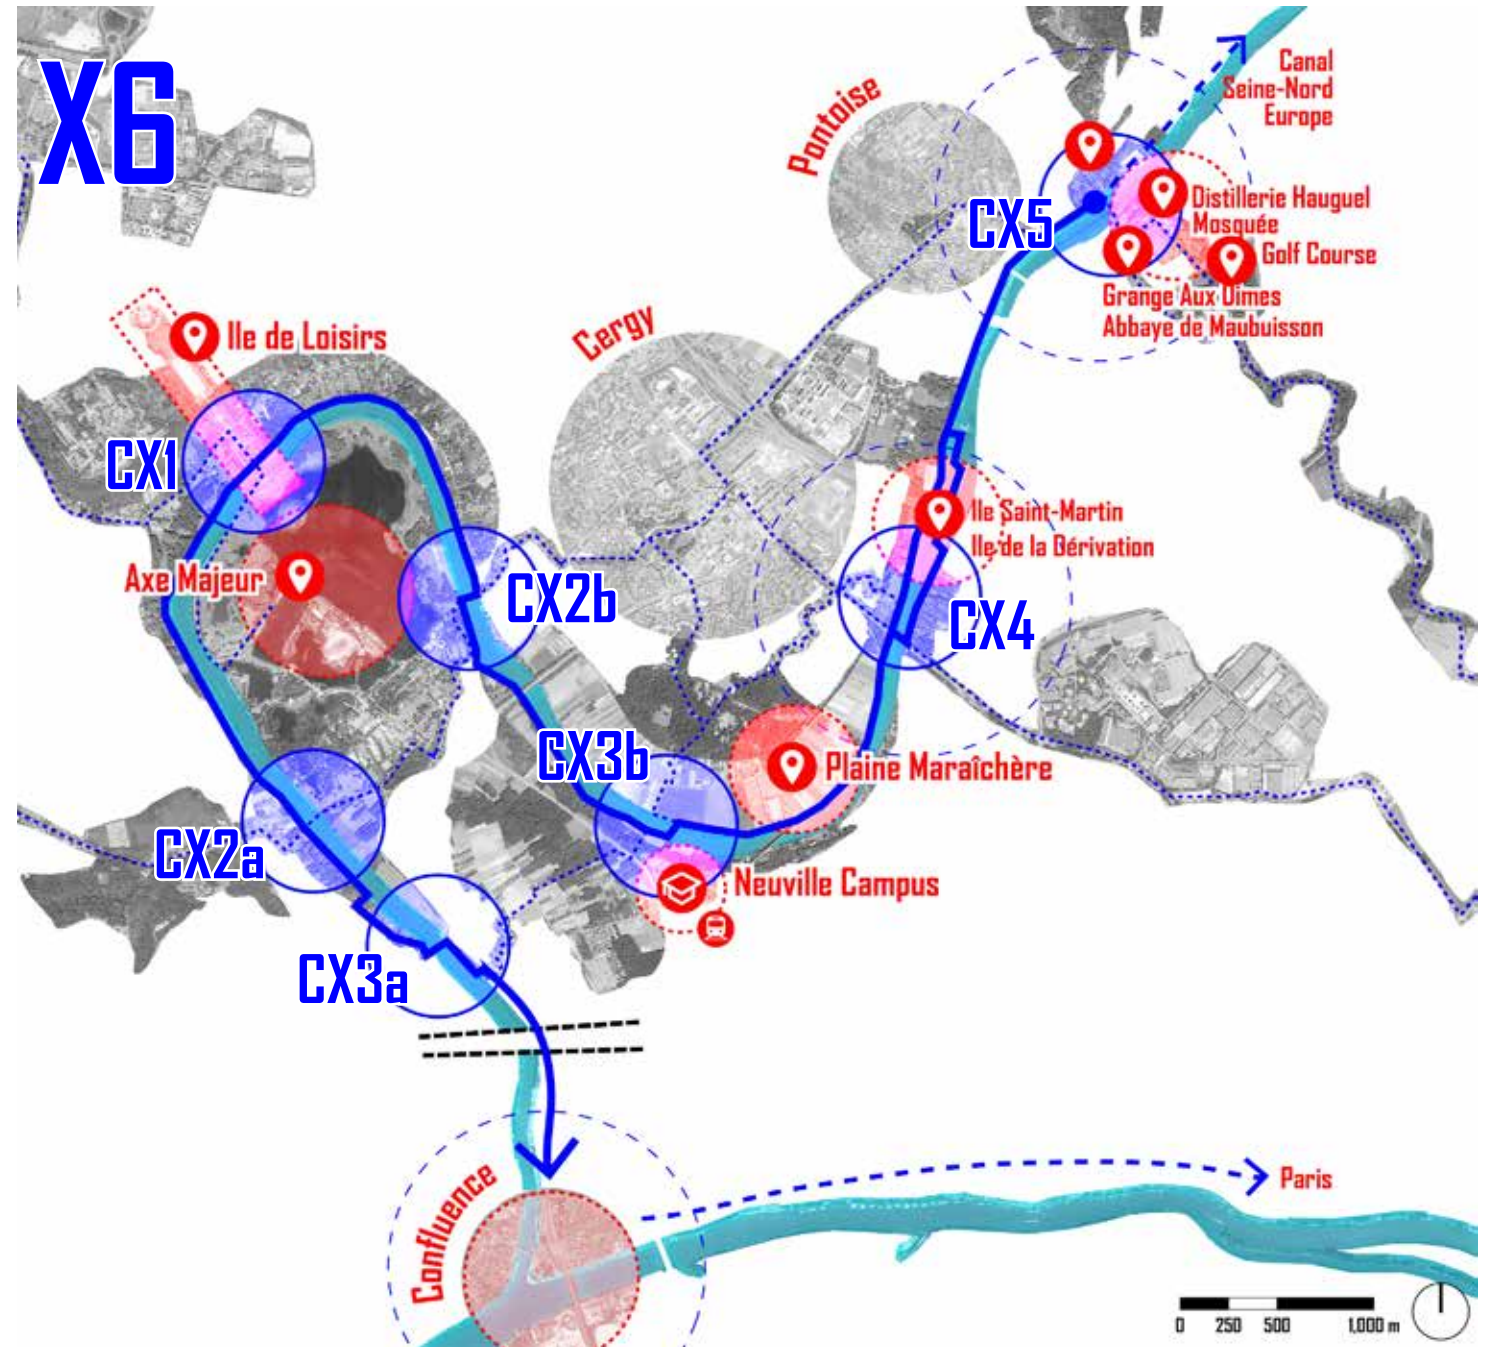 X6
Canal
Seine-Nord
Europe
Pontoise
CX5
Distillerie Hauguel
Mosquée
Golf Course
Grange Aux Dimes
Abbaye de Maubuisson
Cergy
Ile de Loisirs
CX1
Axe Majeur
CX2b
Ile Saint-Martin
Ile de la Dérivation
CX4
CX3b
Plaine Maraîchère
CX2a
Neuville Campus
CX3a
Confluence
Paris
0 250 500 1,000 m